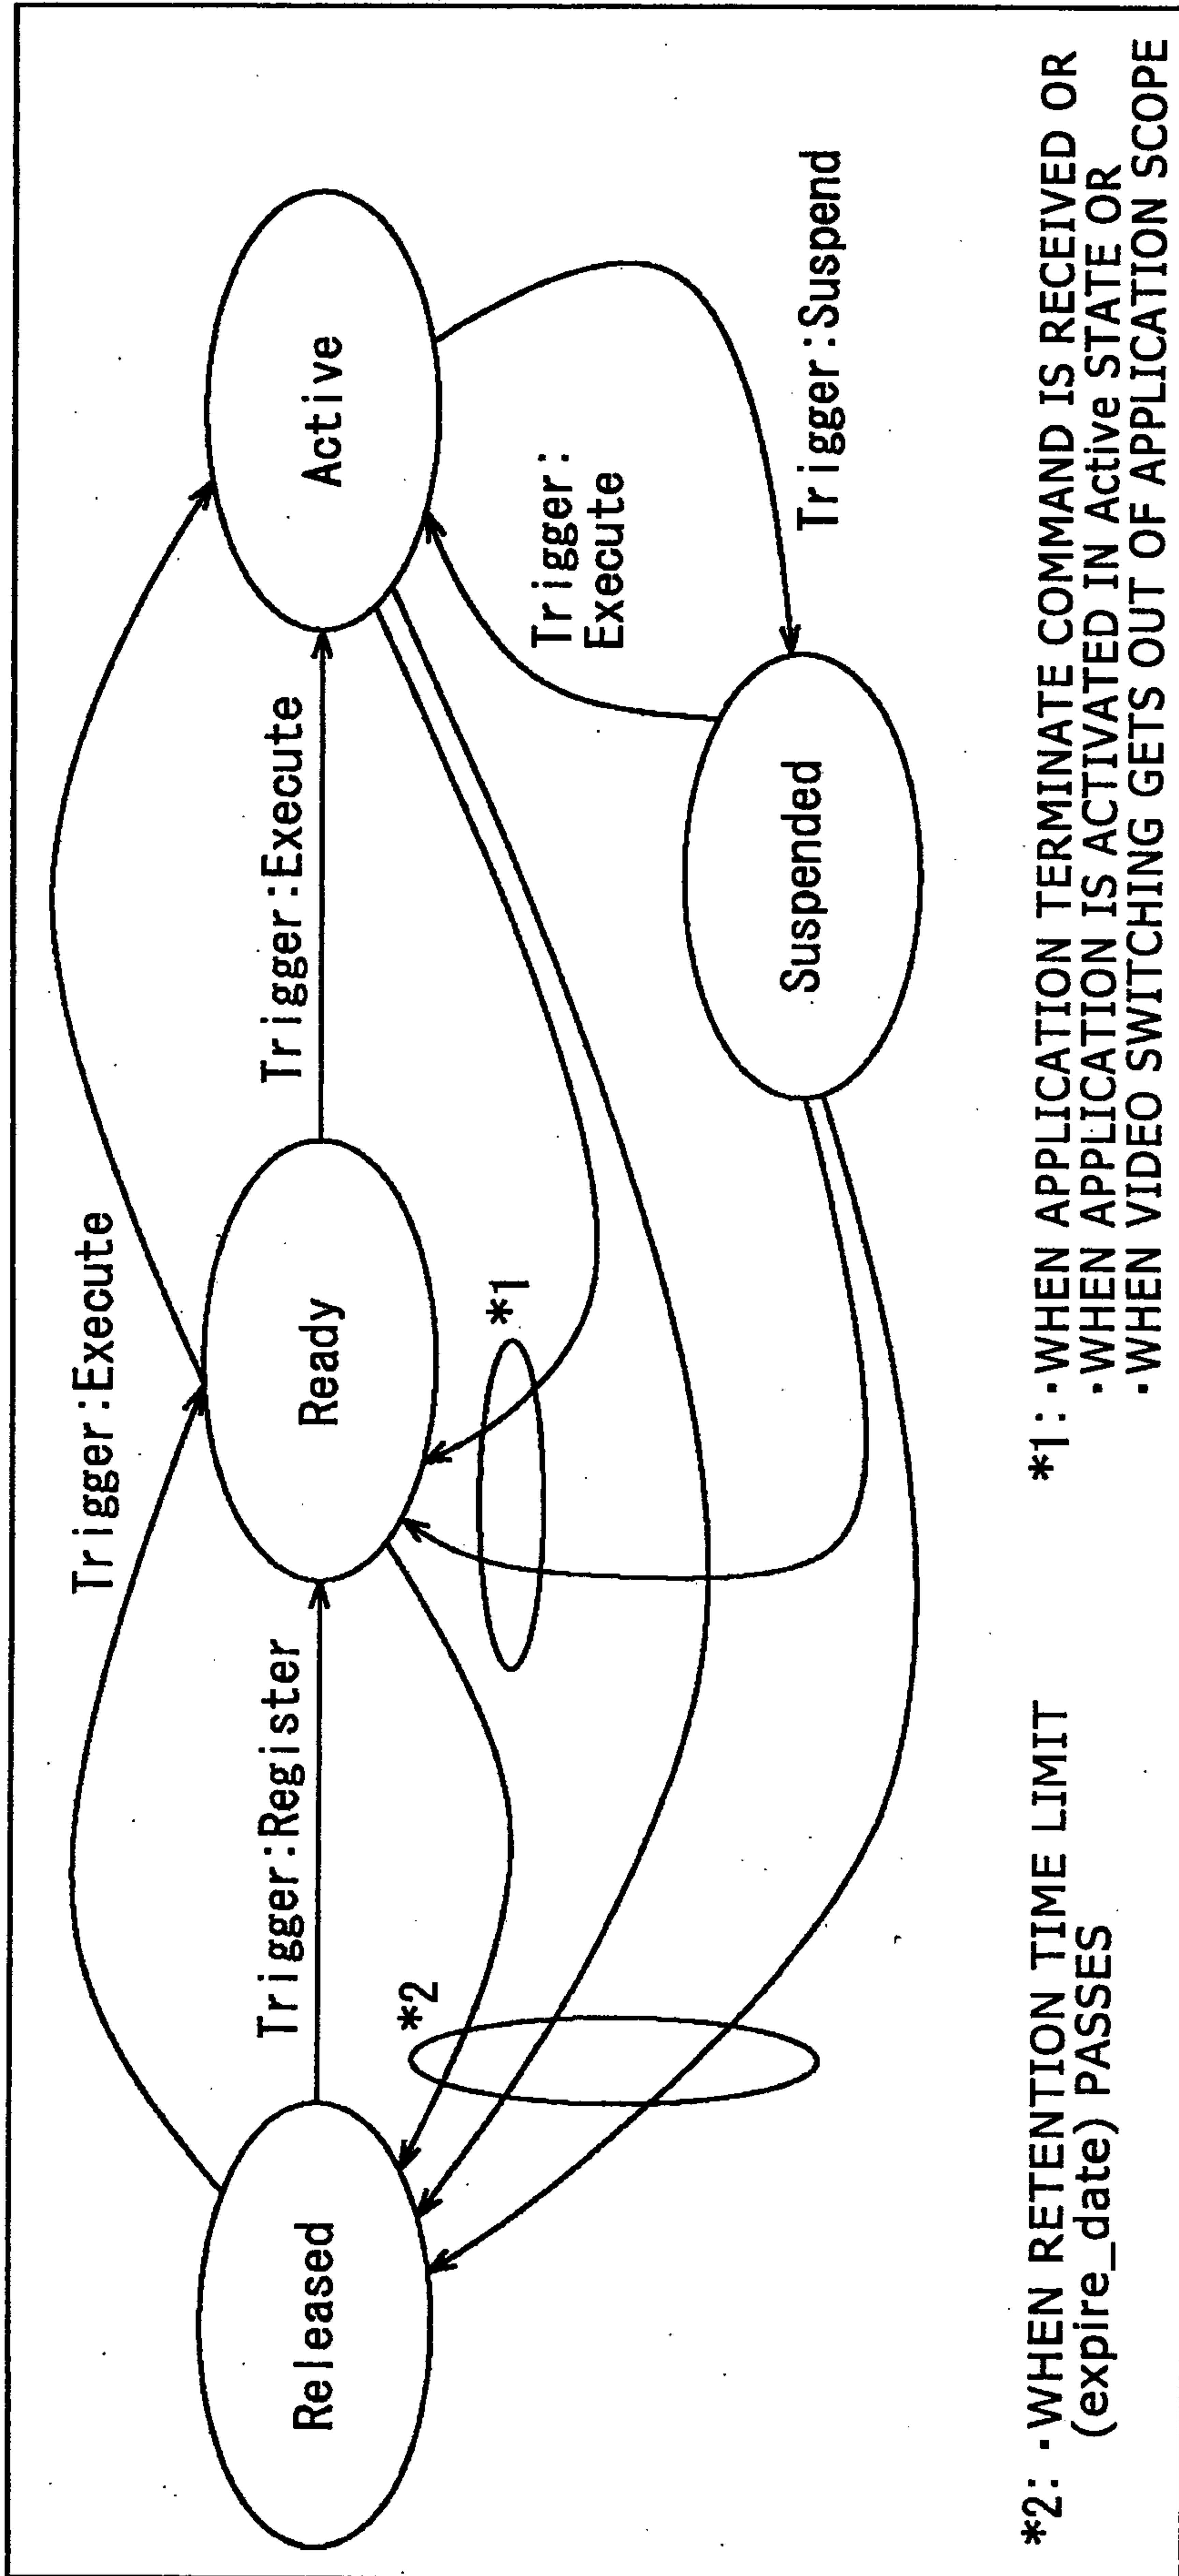 Trigger:Execute
Trigger:Register
Trigger:Execute
Released
Ready
Active
*2
*1
Trigger:
Execute
Suspended
Trigger:Suspend
*2: ・WHEN RETENTION TIME LIMIT
(expire_date) PASSES
*1: ・WHEN APPLICATION TERMINATE COMMAND IS RECEIVED OR
・WHEN APPLICATION IS ACTIVATED IN Active STATE OR
・WHEN VIDEO SWITCHING GETS OUT OF APPLICATION SCOPE